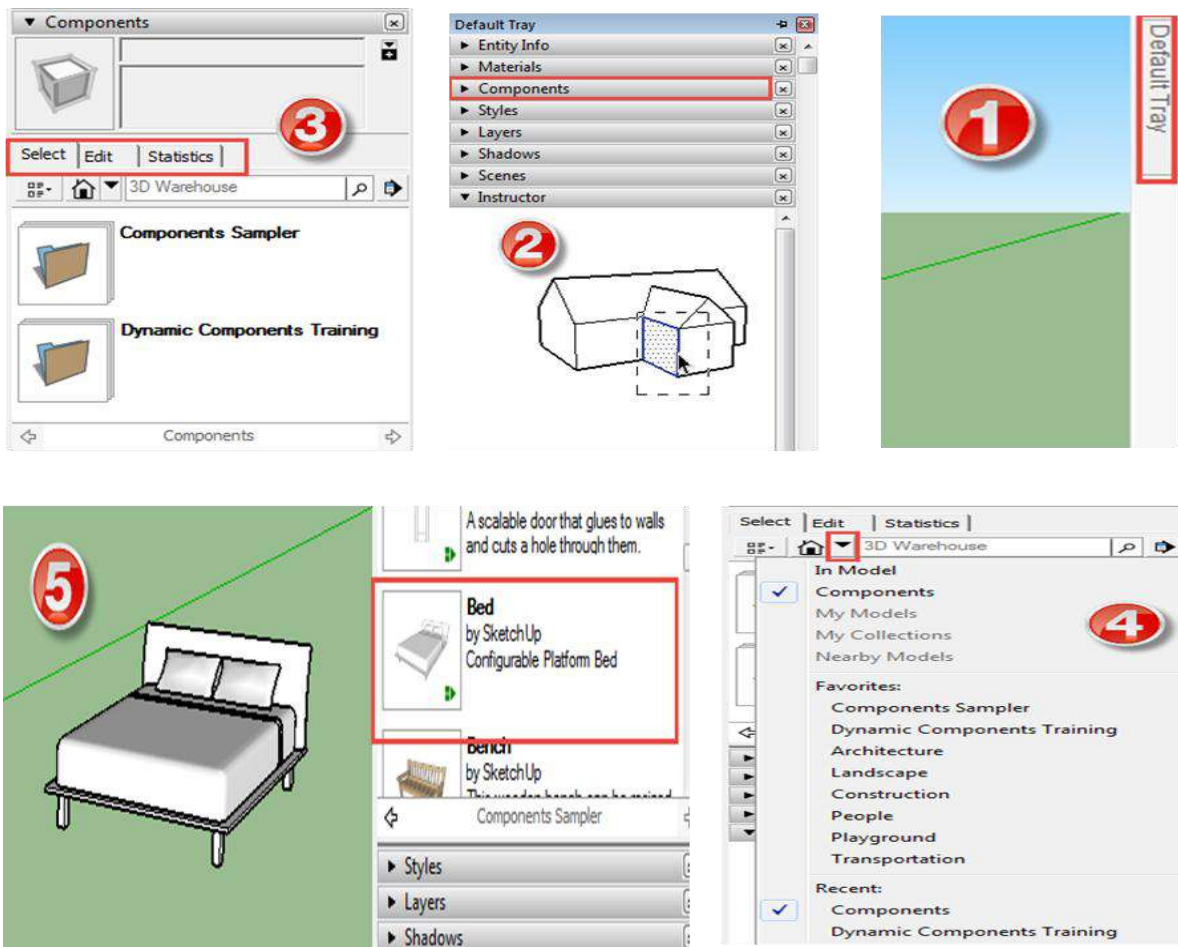 Components
3
Select
Edit
Statistics
3D Warehouse
Components Sampler
Dynamic Components Training
Components
Default Tray
Entity Info
Materials
Components
Styles
Layers
Shadows
Scenes
Instructor
2
1
Default Tray
5
A scalable door that glues to walls
and cuts a hole through them.
Bed
by SketchUp
Configurable Platform Bed
Bench
by SketchUp
Components Sampler
Styles
Layers
Shadows
Select
Edit
Statistics
3D Warehouse
In Model
Components
My Models
My Collections
Nearby Models
4
Favorites:
Components Sampler
Dynamic Components Training
Architecture
Landscape
Construction
People
Playground
Transportation
Recent:
Components
Dynamic Components Training